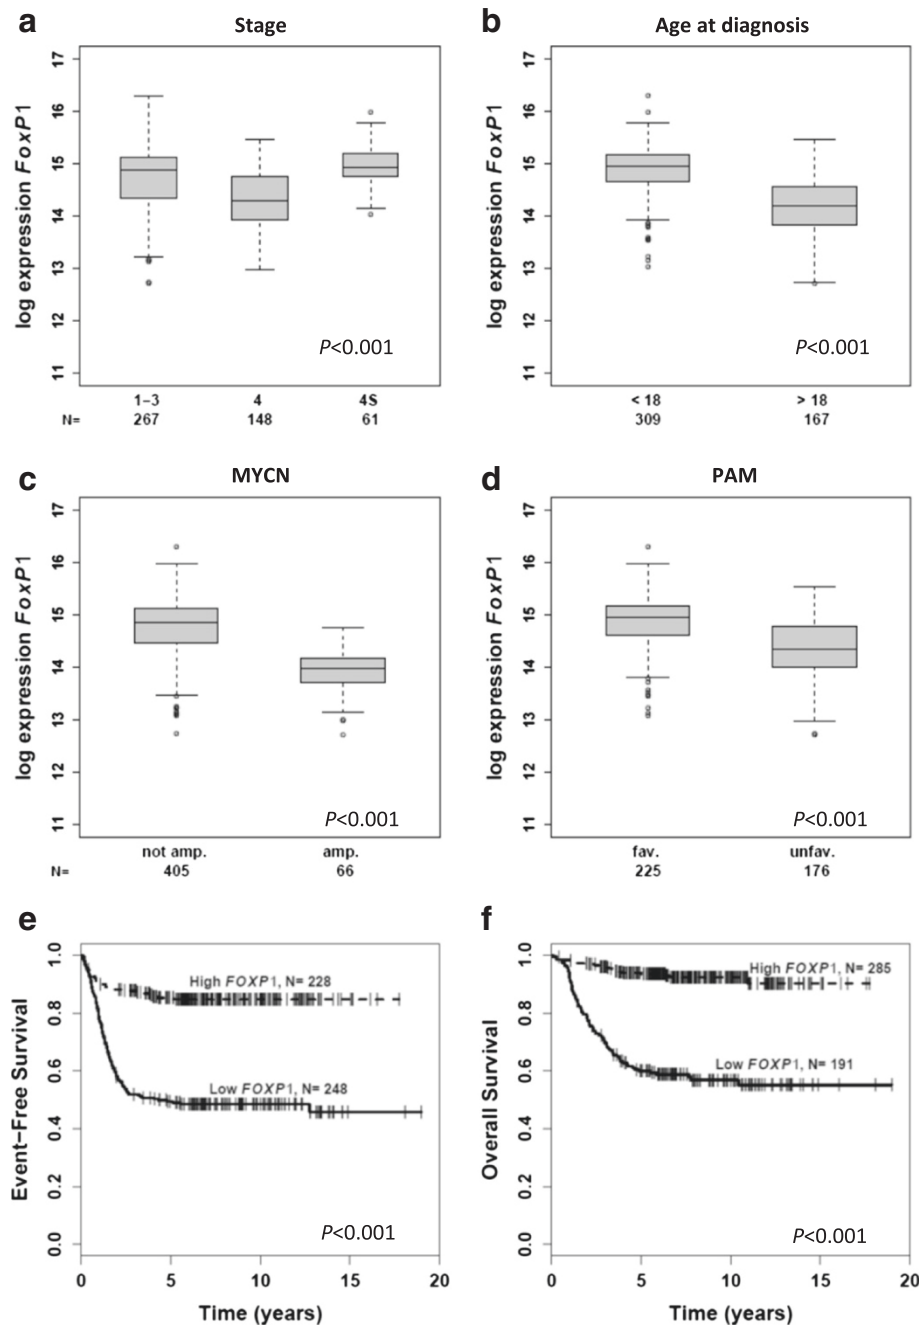 a
Stage
log expression FoxP1
17
16
15
14
13
12
11
P<0.001
1–3 4 4S
N= 267 148 61
b
Age at diagnosis
log expression FoxP1
17
16
15
14
13
12
11
P<0.001
< 18 > 18
309 167
c
MYCN
log expression FoxP1
17
16
15
14
13
12
11
P<0.001
not amp. amp.
N= 405 66
d
PAM
log expression FoxP1
17
16
15
14
13
12
11
P<0.001
fav. unfav.
225 176
e
Event–Free Survival
1.0
0.8
0.6
0.4
0.2
0.0
High FOXP1, N= 228
Low FOXP1, N= 248
P<0.001
0 5 10 15 20
Time (years)
f
Overall Survival
1.0
0.8
0.6
0.4
0.2
0.0
High FOXP1, N= 285
Low FOXP1, N= 191
P<0.001
0 5 10 15 20
Time (years)